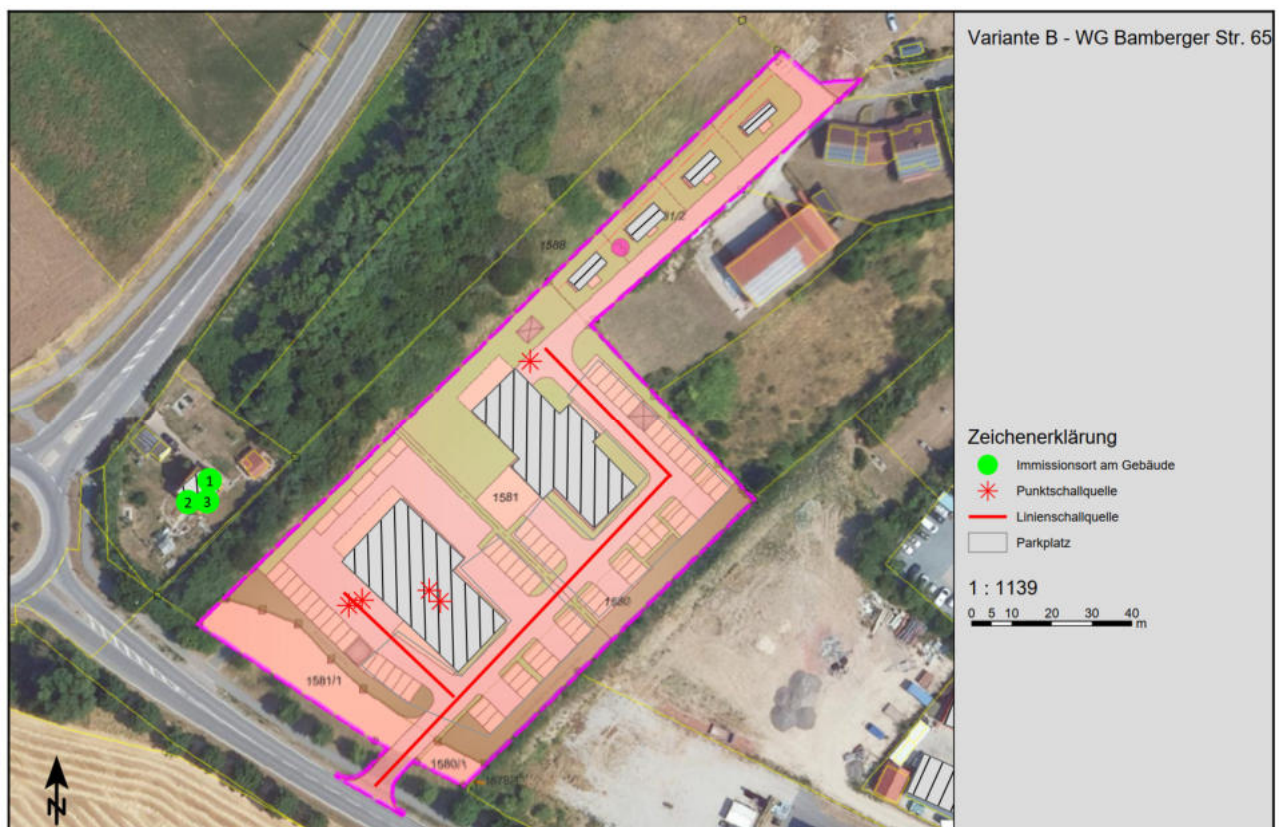 Variante B - WG Bamberger Str. 65
1588
1581
1580
1581/1
1580/1
1
2
3
Zeichenerklärung
Immissionsort am Gebäude
Punktschallquelle
Linienschallquelle
Parkplatz
1 : 1139
0 5 10 20 30 40
m
N